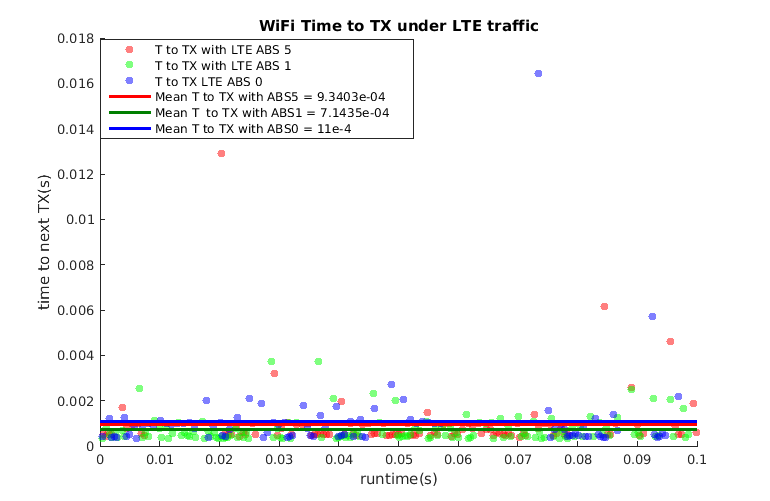 WiFi Time to TX under LTE traffic
0.018
0.016
0.014
0.012
0.01
0.008
0.006
0.004
0.002
0
time to next TX(s)
T to TX with LTE ABS 5
T to TX with LTE ABS 1
T to TX LTE ABS 0
Mean T to TX with ABS5 = 9.3403e-04
Mean T  to TX with ABS1 = 7.1435e-04
Mean T to TX with ABS0 = 11e-4
0 0.01 0.02 0.03 0.04 0.05 0.06 0.07 0.08 0.09 0.1
runtime(s)